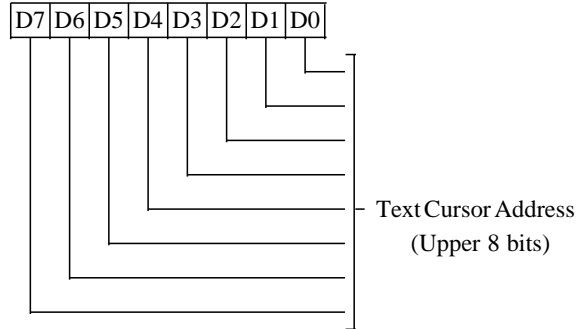 D7 D6 D5 D4 D3 D2 D1 D0
Text Cursor Address
(Upper 8 bits)